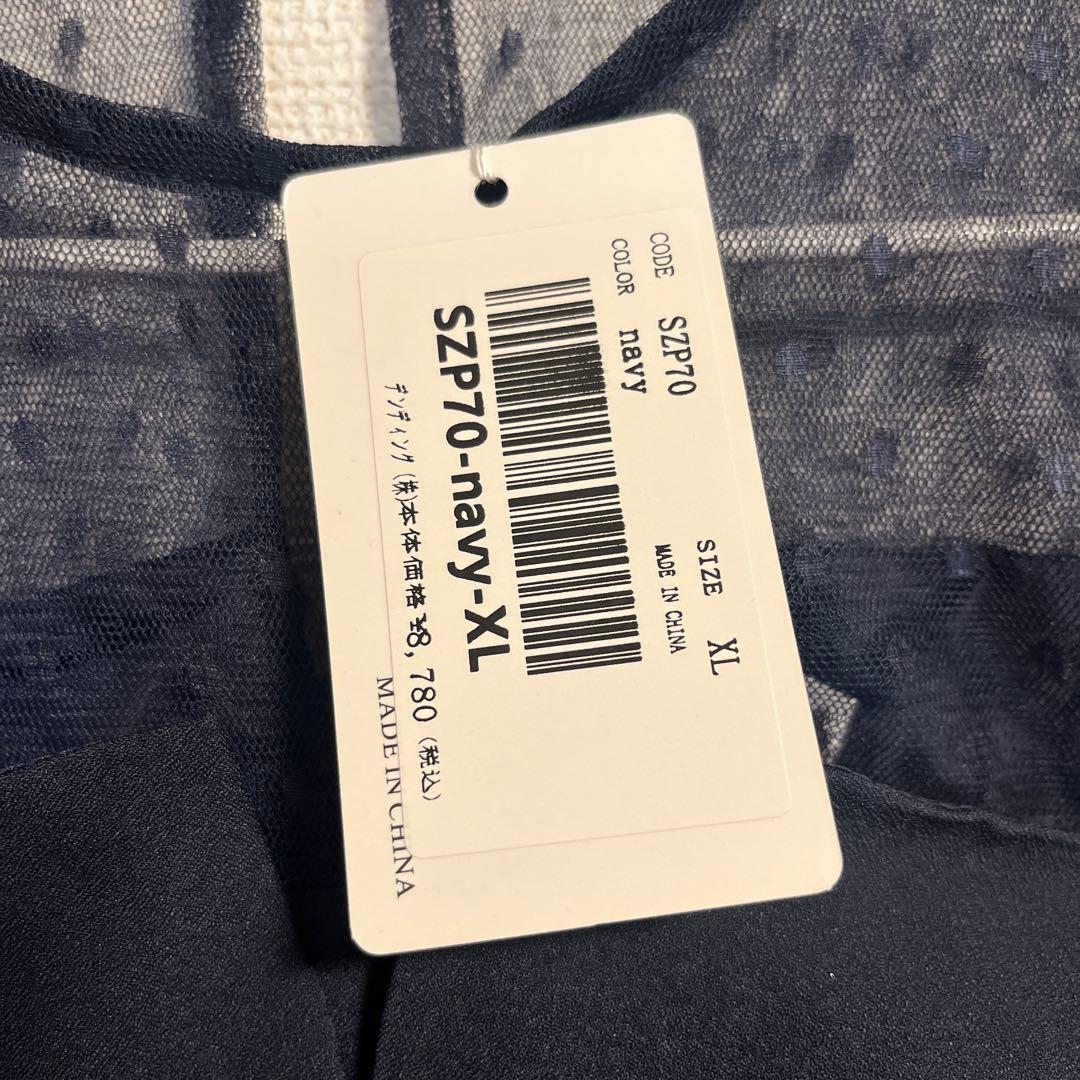 CODE SZP70 SIZE XL
COLOR navy MADE IN CHINA
SZP70-navy-XL
デンディング(株)本体価格¥8,780(税込)
MADE IN CHINA